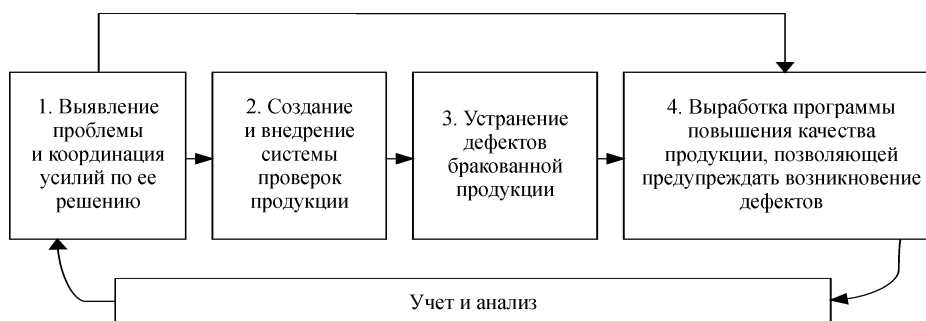 1. Выявление
проблемы
и координация
усилий по ее
решению
2. Создание
и внедрение
системы
проверок
продукции
3. Устранение
дефектов
бракованной
продукции
4. Выработка программы
повышения качества
продукции, позволяющей
предупреждать возникновение
дефектов
Учет и анализ